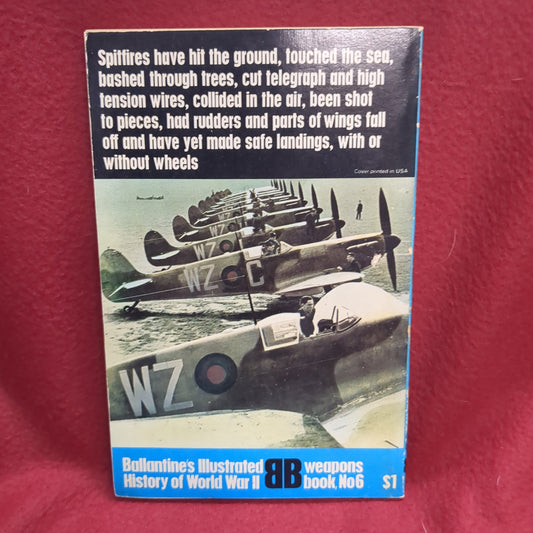 Spitfires have hit the ground, touched the sea,
bashed through trees, cut telegraph and high
tension wires, collided in the air, been shot
to pieces, had rudders and parts of wings fall
off and have yet made safe landings, with or
without wheels
Cover printed in USA
WZ C
WZ
Ballantine's Illustrated BB weapons
History of World War II book, No6 $1